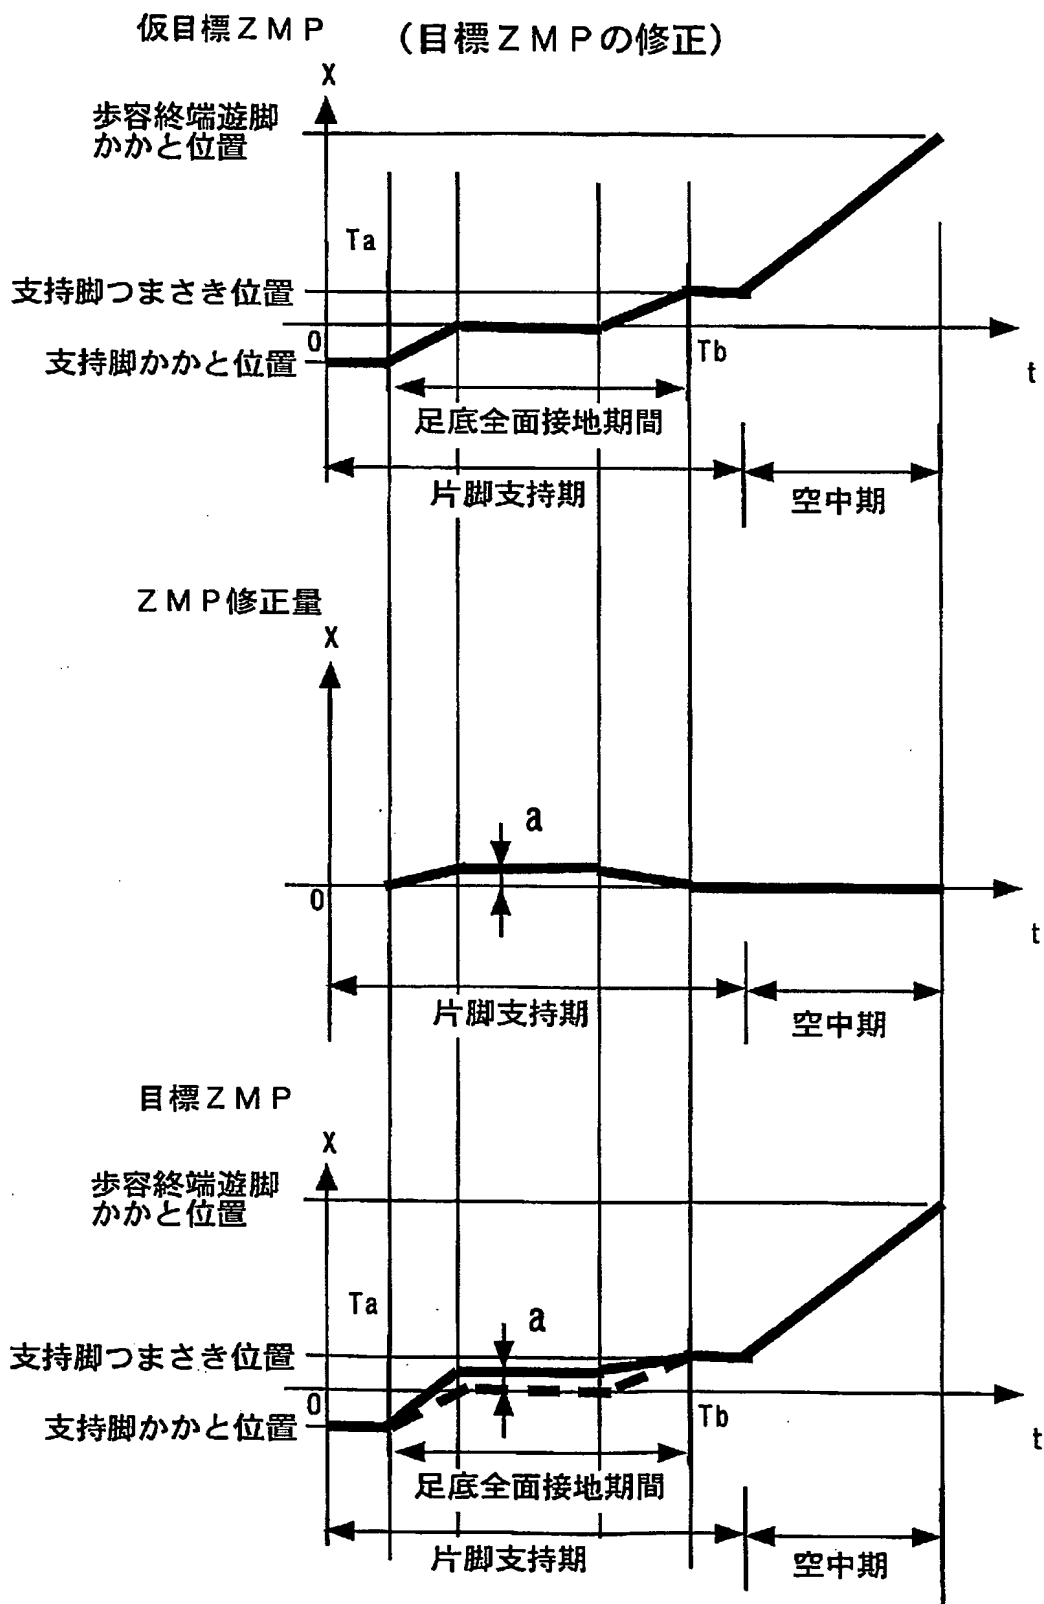 仮目標ZMP
（目標ZMPの修正）
X
歩容終端遊脚
かかと位置
Ta
支持脚つまさき位置
0
支持脚かかと位置
Tb
t
足底全面接地期間
片脚支持期
空中期
ZMP修正量
X
a
0
t
片脚支持期
空中期
目標ZMP
X
歩容終端遊脚
かかと位置
Ta
a
支持脚つまさき位置
0
支持脚かかと位置
Tb
t
足底全面接地期間
片脚支持期
空中期